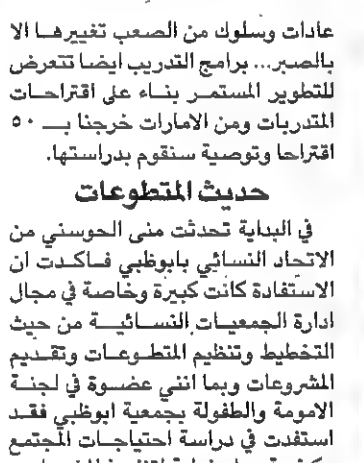 عادات وسلوك من الصعب تغييرها الا
بالصبر... برامج التدريب ايضا تتعرض
للتطوير المستمر بناء على اقتراحات
المتدربات ومن الامارات خرجنا بـ ٥٠
اقتراحا وتوصية سنقوم بدراستها.
حديث المتطوعات
في البداية تحدثت منى الحوسني من
الاتحاد النسائي بابوظبي فاكدت ان
الاستفادة كانت كبيرة وخاصة في مجال
ادارة الجمعيات النسائية من حيث
التخطيط وتنظيم المتطوعات وتقديم
المشروعات وبما انني عضوة في لجنة
الامومة والطفولة بجمعية ابوظبي فقد
استفدت في دراسة احتياجات المجتمع